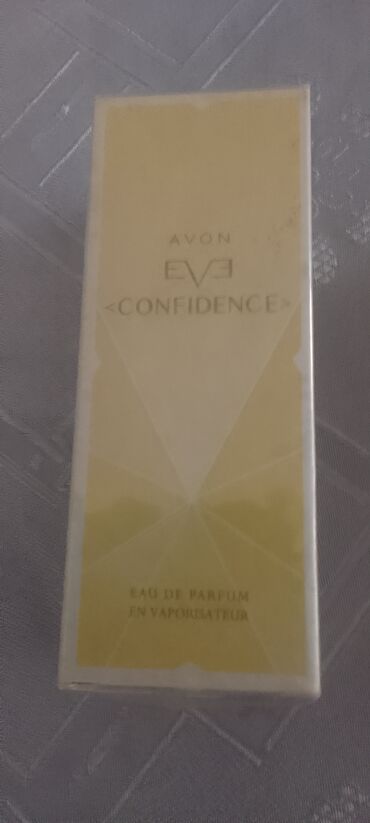 AVON
EVE
<CONFIDENCE>
EAU DE PARFUM
EN VAPORISATEUR